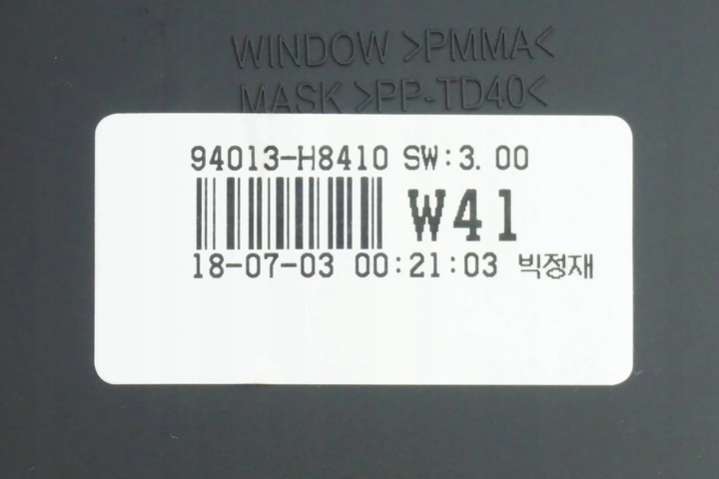 WINDOW >PMMA<
MASK >PP-TD40<
94013-H8410 SW:3.00
W41
18-07-03 00:21:03 빅정재